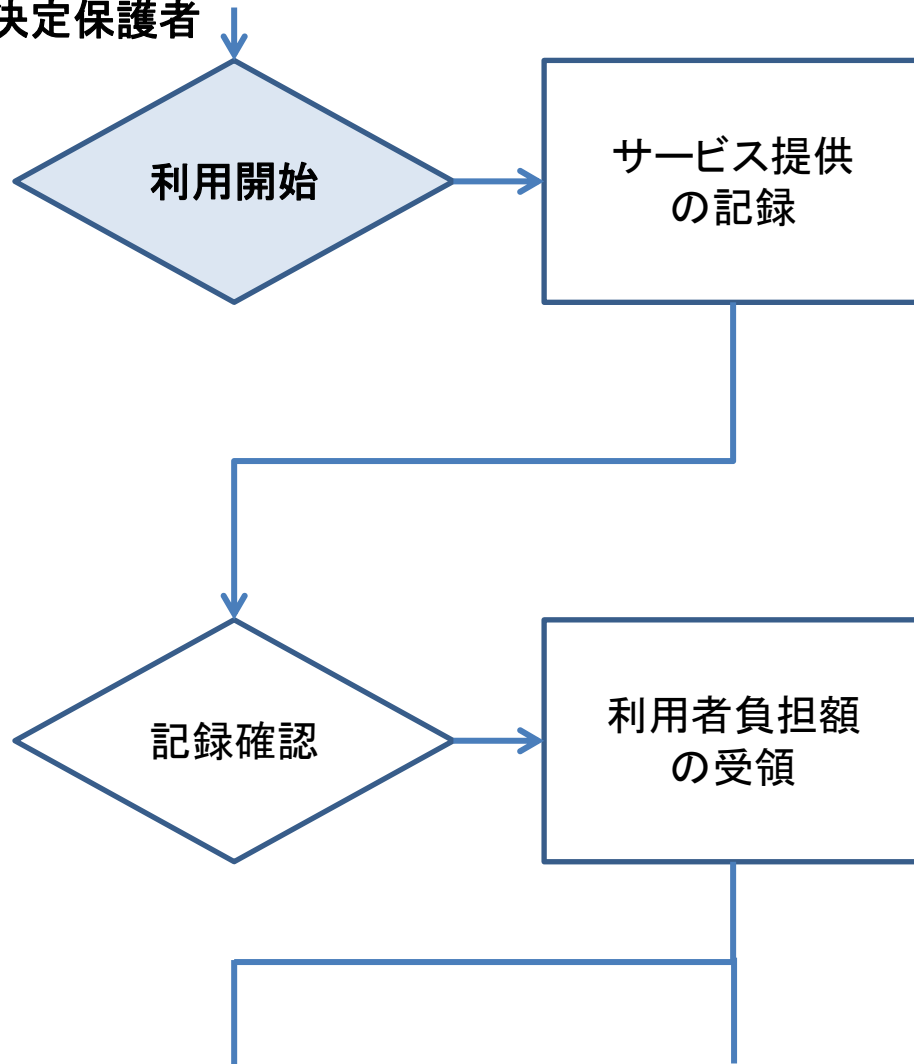 決定保護者
利用開始
サービス提供
の記録
記録確認
利用者負担額
の受領